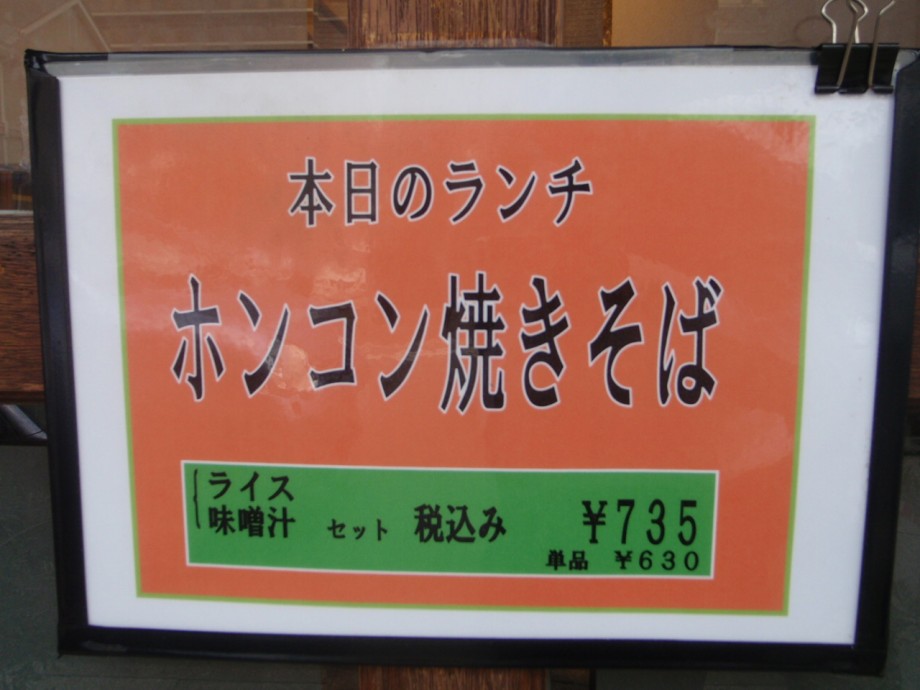 本日のランチ
ホンコン焼きそば
ライス
味噌汁 セット 税込み ¥735
単品 ¥630